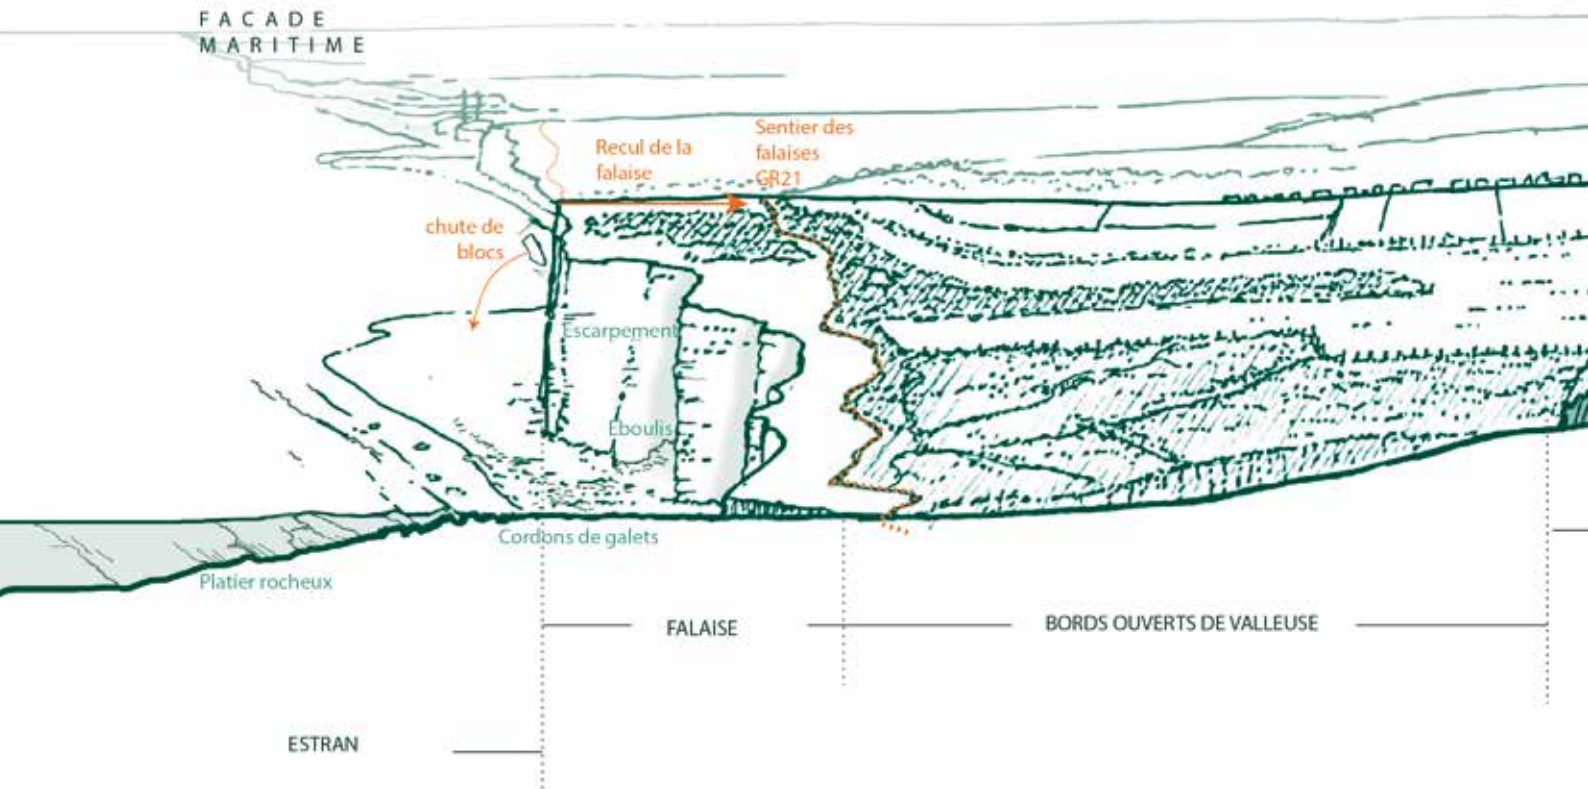 FACADE
MARITIME
Sentier des
falaises
GR21
Recul de la
falaise
chute de
blocs
Escarpement
Eboulis
Cordons de galets
Platier rocheux
FALAISE
BORDS OUVERTS DE VALLEUSE
ESTRAN